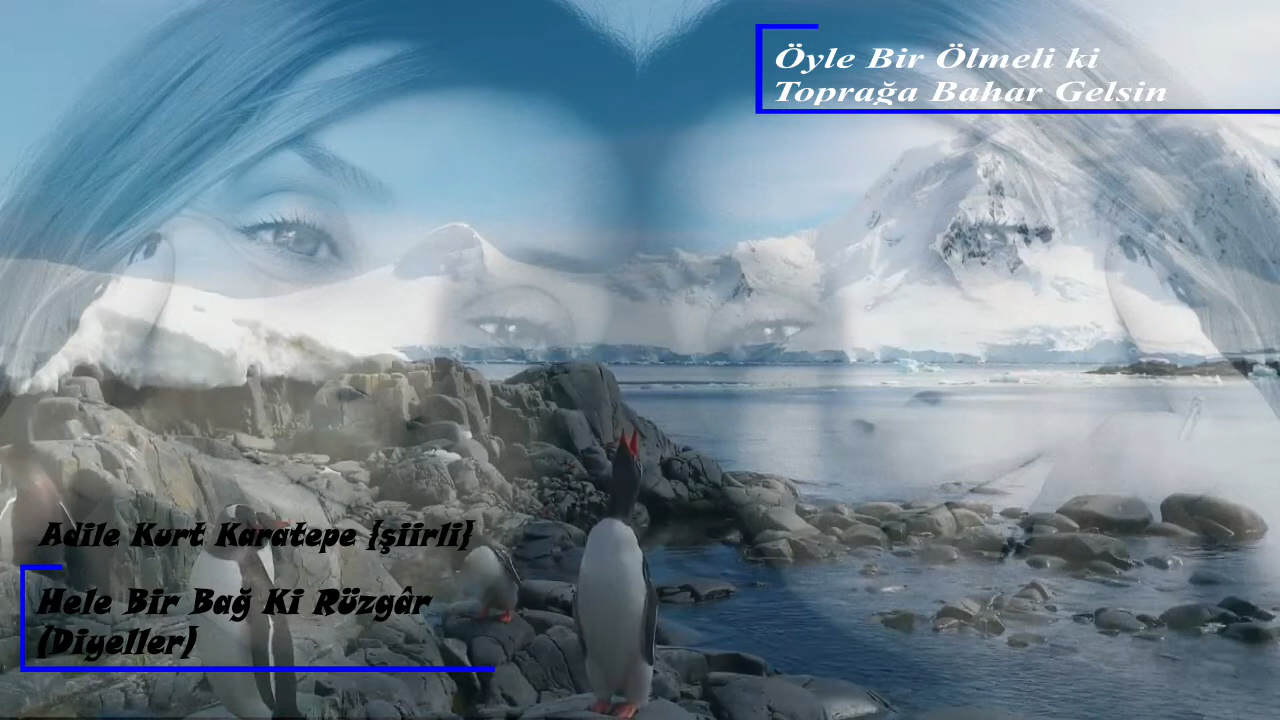 Öyle Bir Ölmeli ki
Toprağa Bahar Gelsin
Adile Kurt Karatepe {şiirli}
Hele Bir Bağ Ki Rüzgâr
(Diyeller)